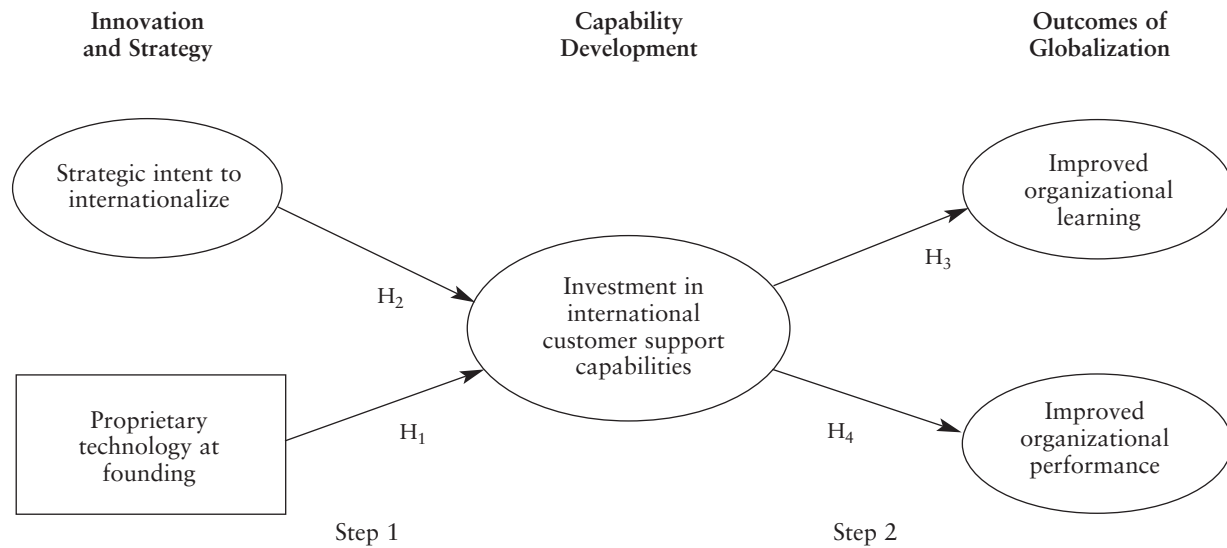 Innovation
and Strategy
Capability
Development
Outcomes of
Globalization
Strategic intent to
internationalize
Improved
organizational
learning
H₂
H₃
Investment in
international
customer support
capabilities
Proprietary
technology at
founding
H₁
H₄
Improved
organizational
performance
Step 1
Step 2